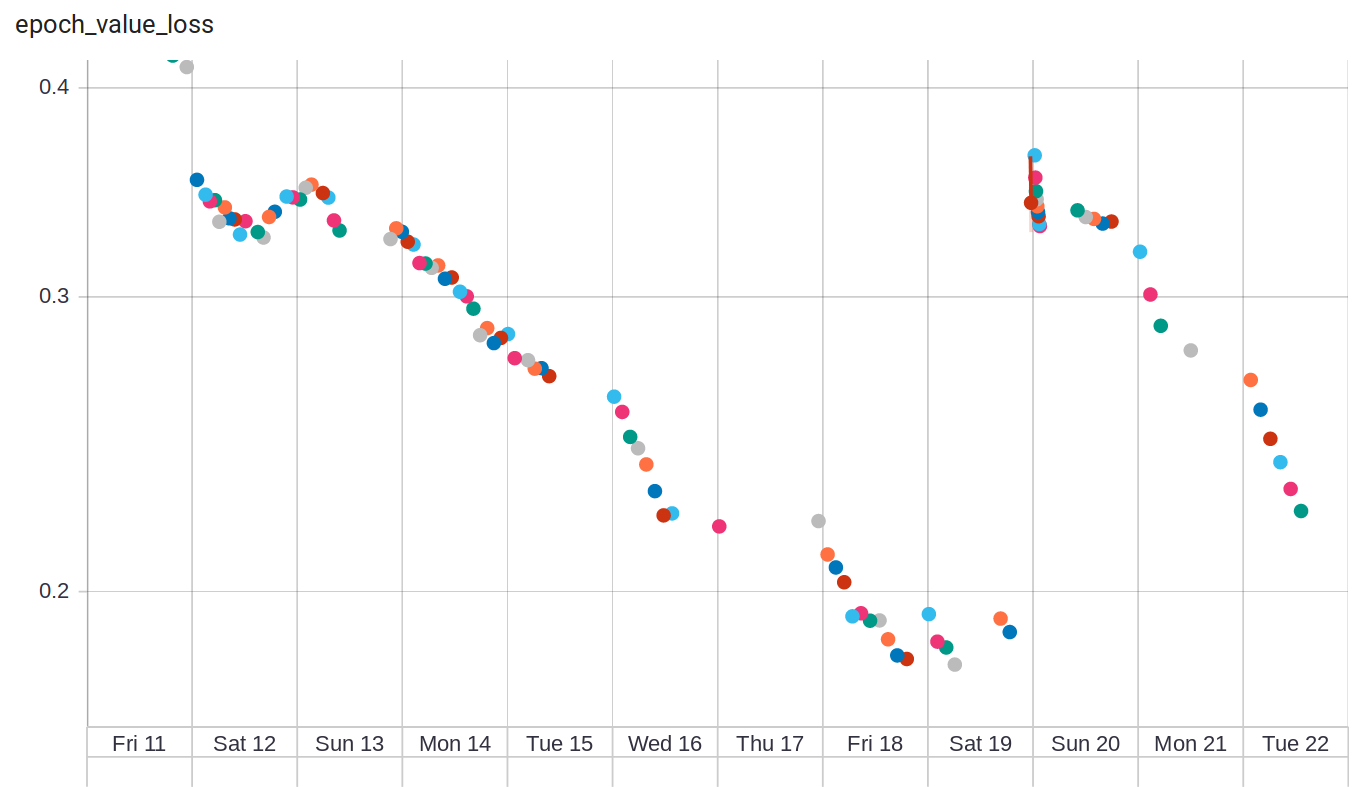 epoch_value_loss
0.4
0.3
0.2
Fri 11 Sat 12 Sun 13 Mon 14 Tue 15 Wed 16 Thu 17 Fri 18 Sat 19 Sun 20 Mon 21 Tue 22